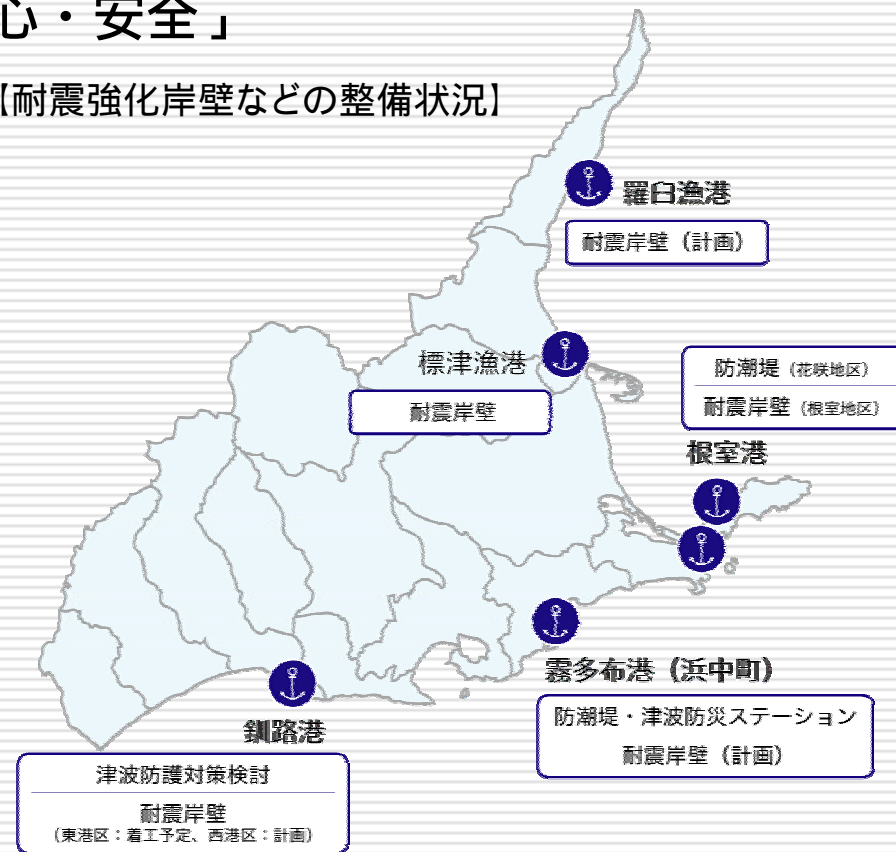 心・安全」
【耐震強化岸壁などの整備状況】
羅臼漁港
耐震岸壁（計画）
標津漁港
耐震岸壁
防潮堤（花咲地区）
耐震岸壁（根室地区）
根室港
霧多布港（浜中町）
防潮堤・津波防災ステーション
耐震岸壁（計画）
釧路港
津波防護対策検討
耐震岸壁
（東港区：着工予定、西港区：計画）